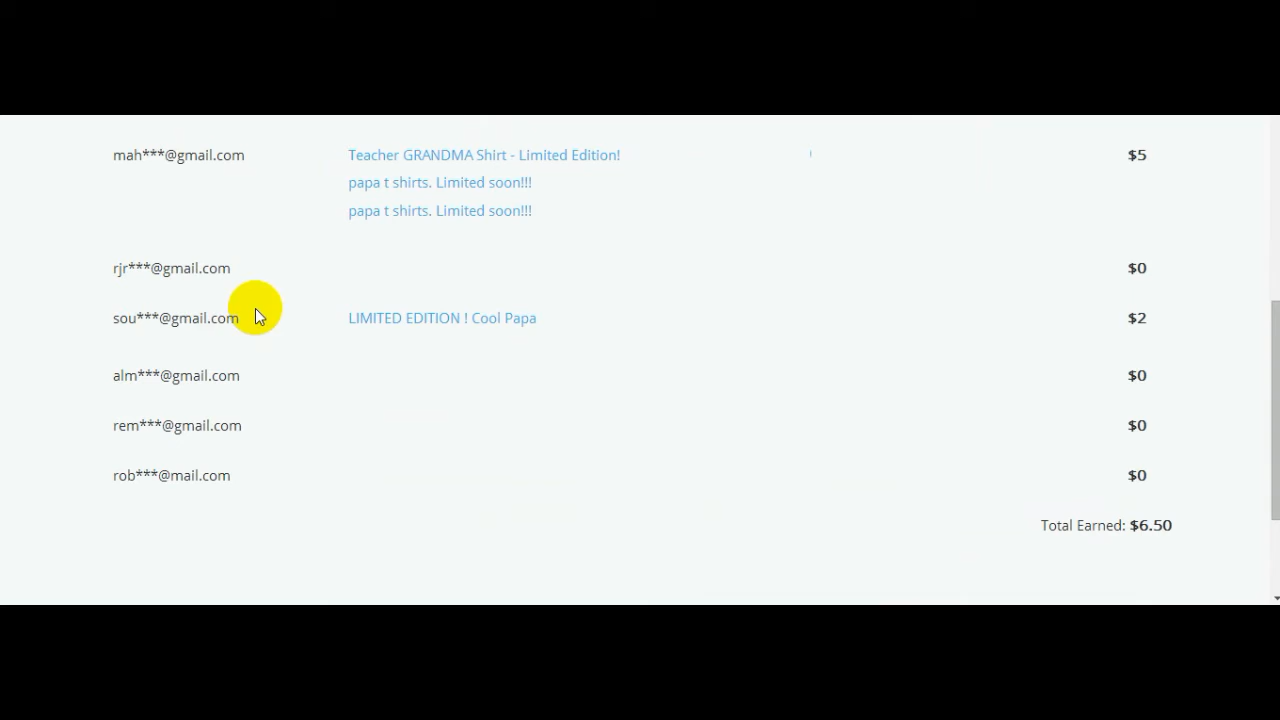 mah***@gmail.com Teacher GRANDMA Shirt - Limited Edition! $5
papa t shirts. Limited soon!!!
papa t shirts. Limited soon!!!
rjr***@gmail.com $0
sou***@gmail.com LIMITED EDITION ! Cool Papa $2
alm***@gmail.com $0
rem***@gmail.com $0
rob***@mail.com $0
Total Earned: $6.50